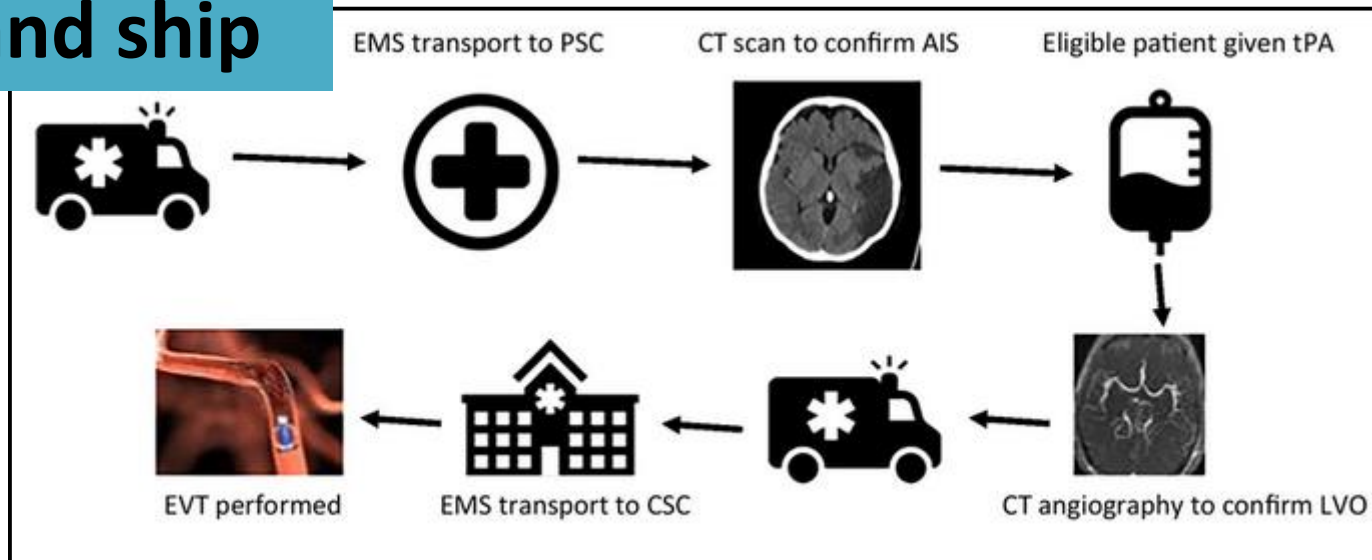 nd ship
EMS transport to PSC
CT scan to confirm AIS
Eligible patient given tPA
EVT performed
EMS transport to CSC
CT angiography to confirm LVO